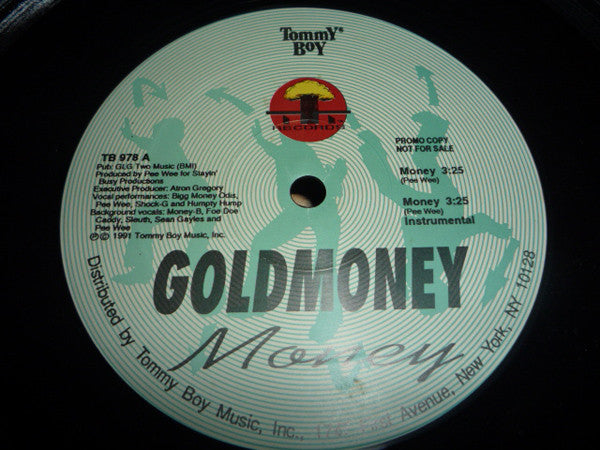 Tommy
Boy
T.N.T.
RECORDS
PROMO COPY
NOT FOR SALE
TB 978 A
Pub: GLG Two Music (BMI)
Produced by Pee Wee for Stayin'
Busy Productions
Executive Producer: Atron Gregory
Vocal performances: Bigg Money Odis,
Pee Wee, Shock-G and Humpty Hump
Background vocals: Money-B, Foe Doe
Caddy, Sleuth, Sean Gayles and
Pee Wee
℗© 1991 Tommy Boy Music, Inc.
Money 3:25
(Pee Wee)
Money 3:25
(Pee Wee)
Instrumental
GOLDMONEY
Money
Distributed by Tommy Boy Music, Inc., Avenue, New York, NY 10128